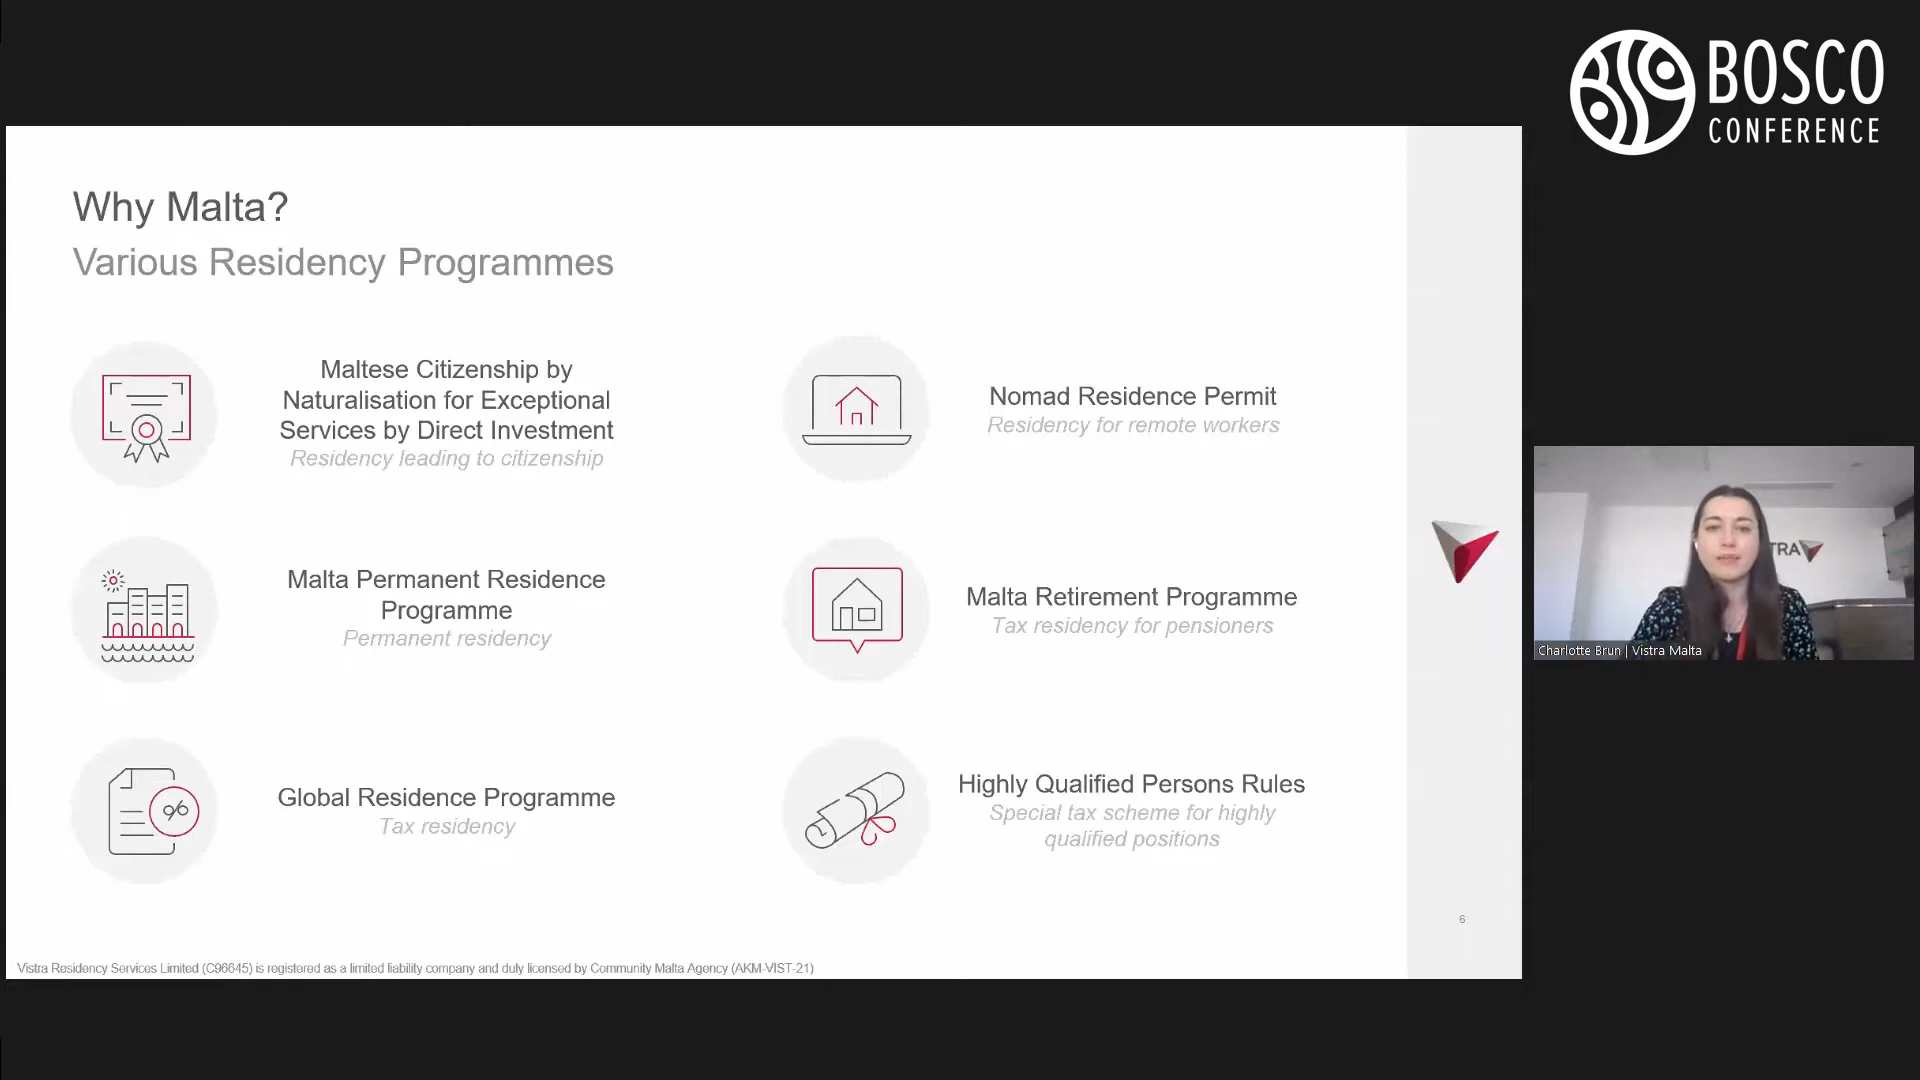 BOSCO
CONFERENCE
Why Malta?
Various Residency Programmes
Maltese Citizenship by
Naturalisation for Exceptional
Services by Direct Investment
Residency leading to citizenship
Malta Permanent Residence
Programme
Permanent residency
%
Global Residence Programme
Tax residency
Nomad Residence Permit
Residency for remote workers
Malta Retirement Programme
Tax residency for pensioners
Highly Qualified Persons Rules
Special tax scheme for highly
qualified positions
6
Vistra Residency Services Limited (C96645) is registered as a limited liability company and duly licensed by Community Malta Agency (AKM-VIST-21)
TRA
Charlotte Brun | Vistra Malta